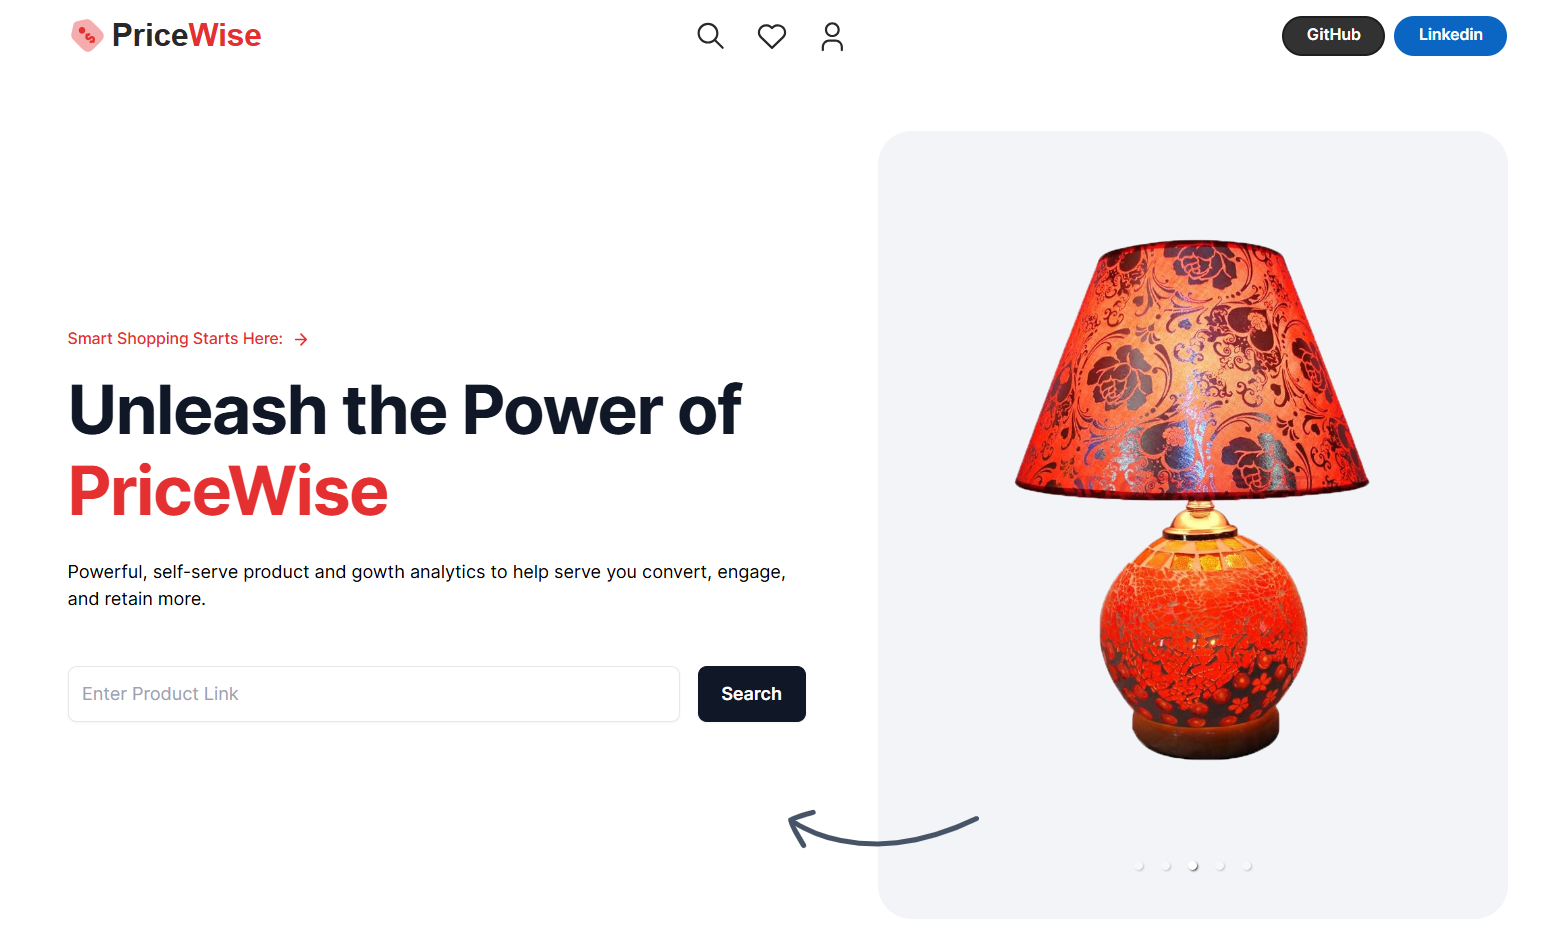 PriceWise
GitHub
Linkedin
Smart Shopping Starts Here:
Unleash the Power of
PriceWise
Powerful, self-serve product and gowth analytics to help serve you convert, engage,
and retain more.
Enter Product Link
Search